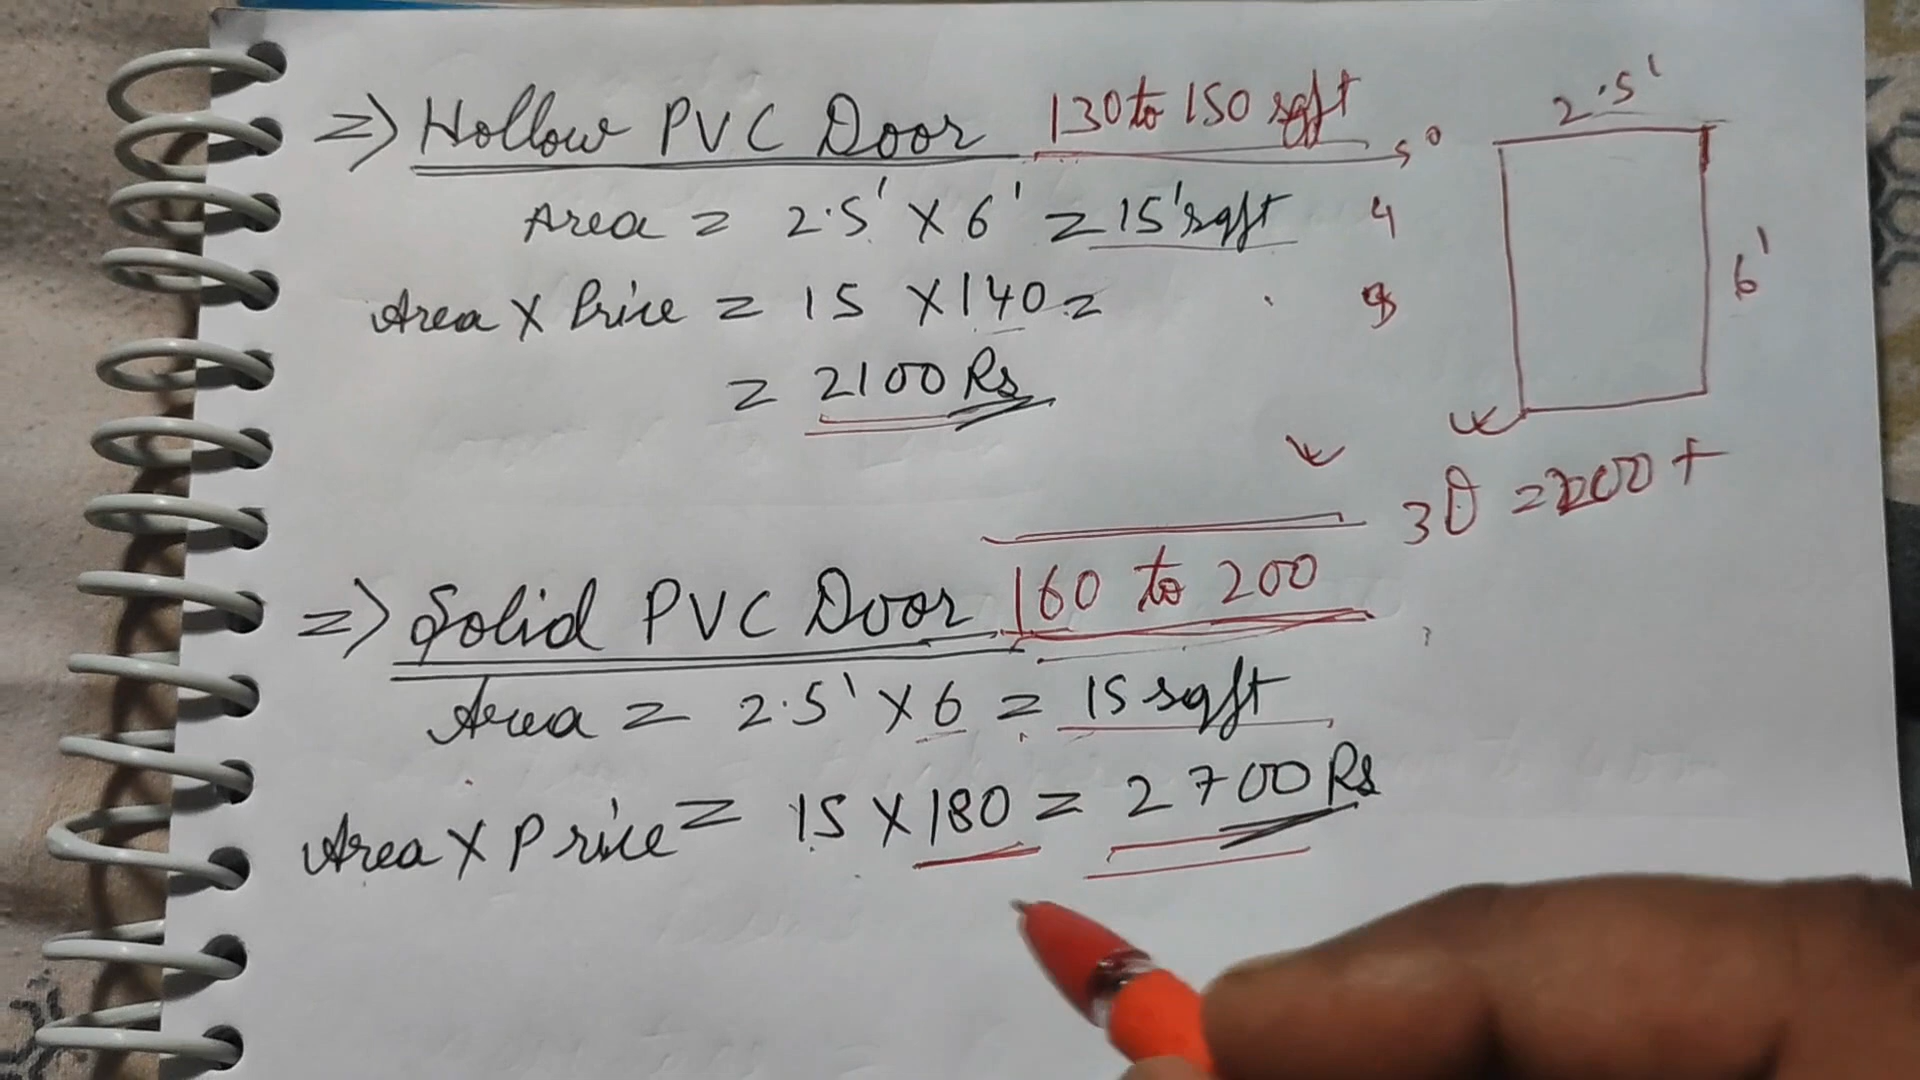 => Hollow PVC Door 130 to 150 sqft
Area = 2.5' x 6' = 15' sqft
Area x Price = 15 x 140 =
= 2100 Rs
2.5'
6'
3D = 200 +
=> Solid PVC Door 160 to 200
Area = 2.5' x 6 = 15 sqft
Area x Price = 15 x 180 = 2700 Rs